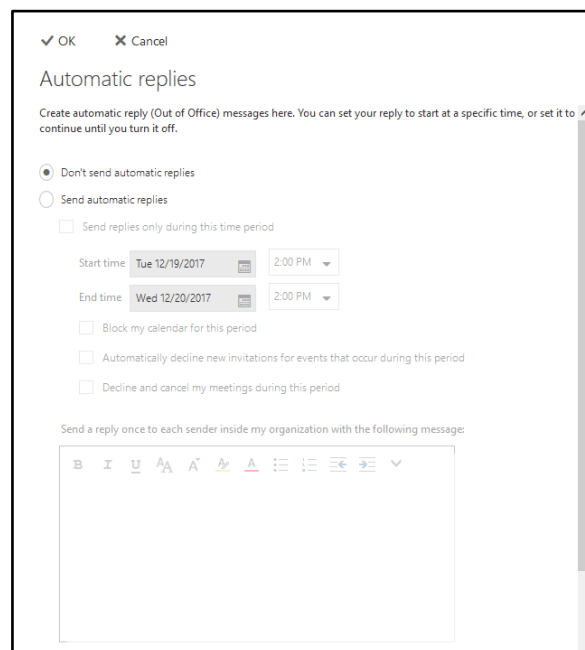 OK Cancel
Automatic replies
Create automatic reply (Out of Office) messages here. You can set your reply to start at a specific time, or set it to
continue until you turn it off.
Don't send automatic replies
Send automatic replies
Send replies only during this time period
Start time Tue 12/19/2017 2:00 PM
End time Wed 12/20/2017 2:00 PM
Block my calendar for this period
Automatically decline new invitations for events that occur during this period
Decline and cancel my meetings during this period
Send a reply once to each sender inside my organization with the following message:
B I U AA A A